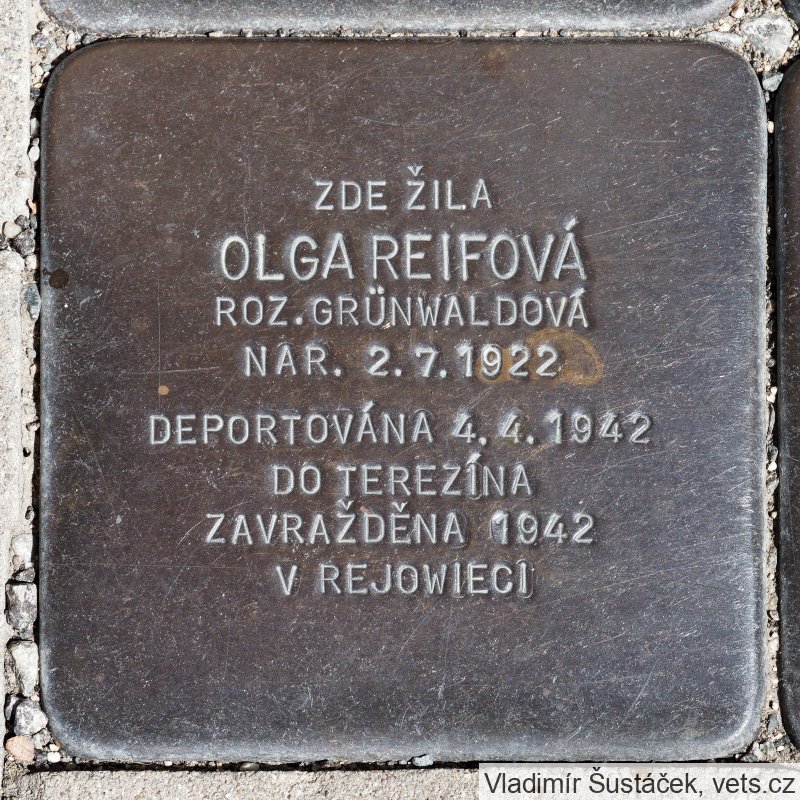 ZDE ŽILA
OLGA REIFOVÁ
ROZ. GRÜNWALDOVÁ
NAR. 2.7.1922
DEPORTOVÁNA 4.4.1942
DO TEREZÍNA
ZAVRAŽDĚNA 1942
V REJOWIECI
Vladimír Šustáček, vets.cz